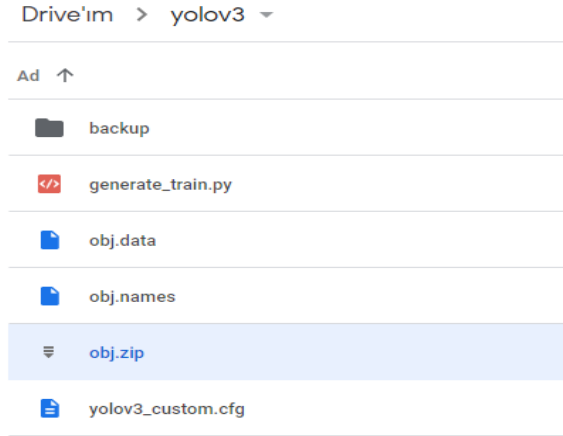 Drive'ım > yolov3
Ad ↑
backup
generate_train.py
obj.data
obj.names
obj.zip
yolov3_custom.cfg